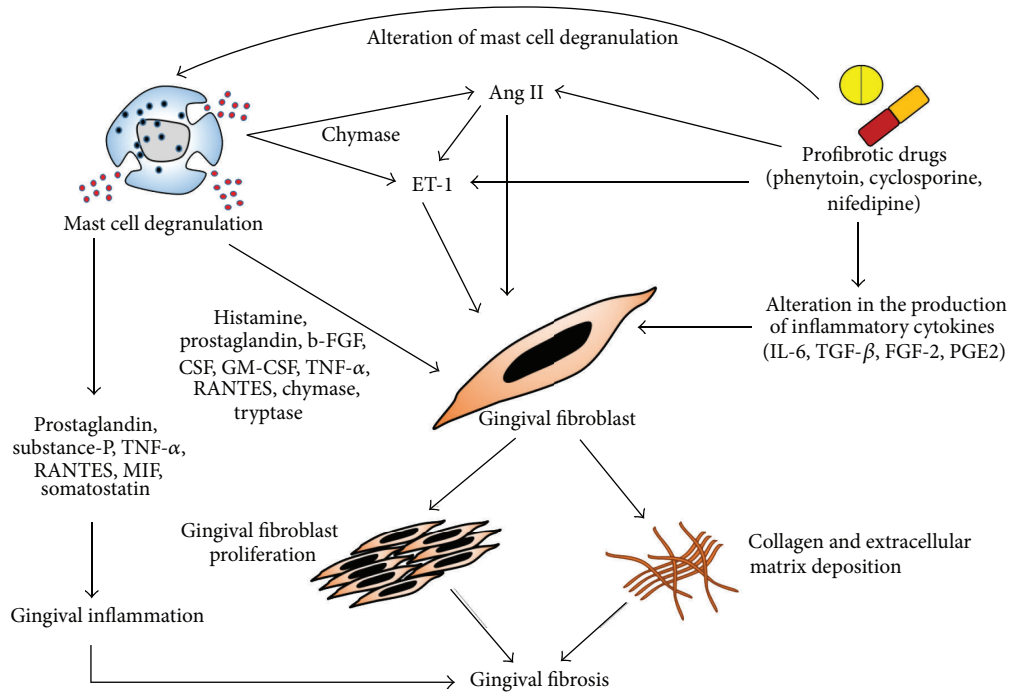 Alteration of mast cell degranulation
Ang II
Chymase
ET-1
Profibrotic drugs
(phenytoin, cyclosporine,
nifedipine)
Mast cell degranulation
Histamine,
prostaglandin, b-FGF,
CSF, GM-CSF, TNF-α,
RANTES, chymase,
tryptase
Alteration in the production
of inflammatory cytokines
(IL-6, TGF-β, FGF-2, PGE2)
Prostaglandin,
substance-P, TNF-α,
RANTES, MIF,
somatostatin
Gingival fibroblast
Gingival fibroblast
proliferation
Collagen and extracellular
matrix deposition
Gingival inflammation
Gingival fibrosis